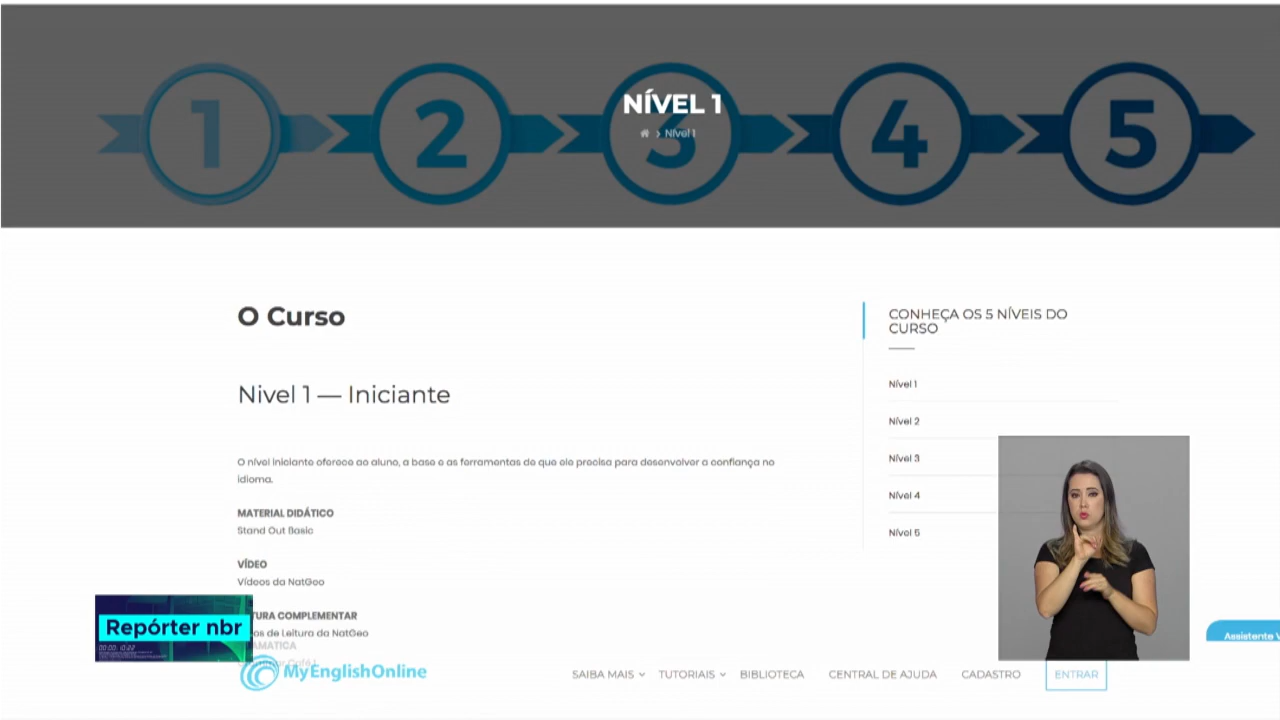 1
2
3
4
5
NÍVEL 1
Nível 1
O Curso
Nivel 1 — Iniciante
O nível iniciante oferece ao aluno, a base e as ferramentas de que ele precisa para desenvolver a confiança no
idioma.
MATERIAL DIDÁTICO
Stand Out Basic
VÍDEO
Vídeos da NatGeo
TURA COMPLEMENTAR
os de Leitura da NatGeo
AMATICA
CONHEÇA OS 5 NÍVEIS DO
CURSO
Nível 1
Nível 2
Nível 3
Nível 4
Nível 5
Repórter nbr
Assistente V
MyEnglishOnline
SAIBA MAIS
TUTORIAIS
BIBLIOTECA
CENTRAL DE AJUDA
CADASTRO
ENTRAR